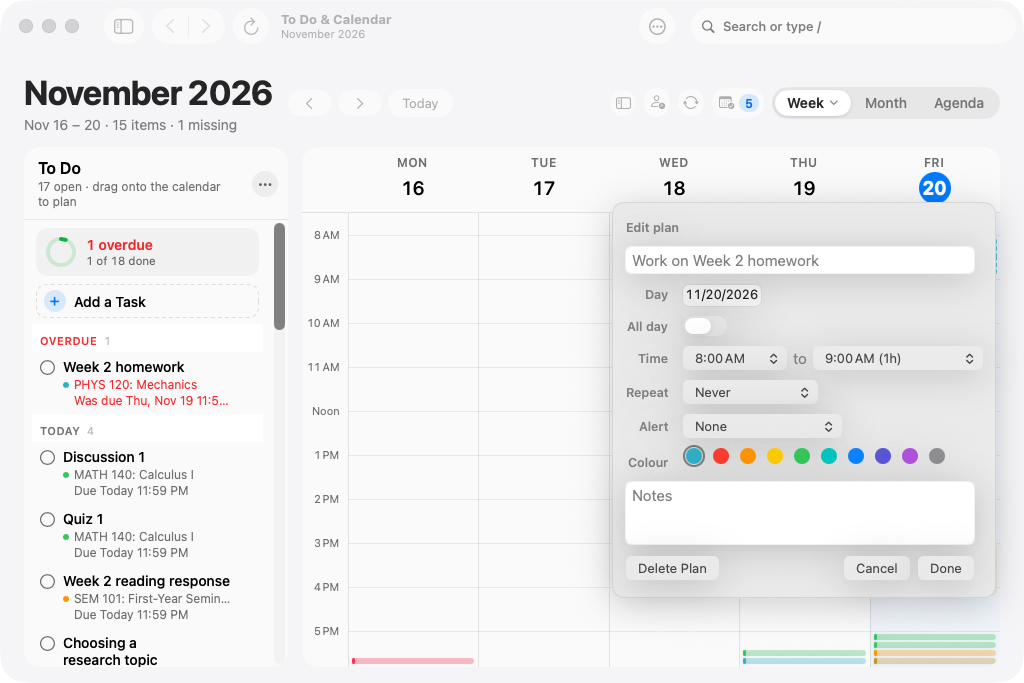 To Do & Calendar
November 2026
Search or type /
November 2026
Today
5
Week
Month
Agenda
Nov 16 – 20 · 15 items · 1 missing
To Do
17 open · drag onto the calendar
to plan
1 overdue
1 of 18 done
Add a Task
OVERDUE 1
Week 2 homework
PHYS 120: Mechanics
Was due Thu, Nov 19 11:5...
TODAY 4
Discussion 1
MATH 140: Calculus I
Due Today 11:59 PM
Quiz 1
MATH 140: Calculus I
Due Today 11:59 PM
Week 2 reading response
SEM 101: First-Year Semin...
Due Today 11:59 PM
Choosing a
research topic
MON
TUE
WED
THU
FRI
16
17
18
19
20
8 AM
9 AM
10 AM
11 AM
Noon
1 PM
2 PM
3 PM
4 PM
5 PM
Edit plan
Work on Week 2 homework
Day 11/20/2026
All day
Time 8:00 AM to 9:00 AM (1h)
Repeat Never
Alert None
Colour
Notes
Delete Plan
Cancel
Done